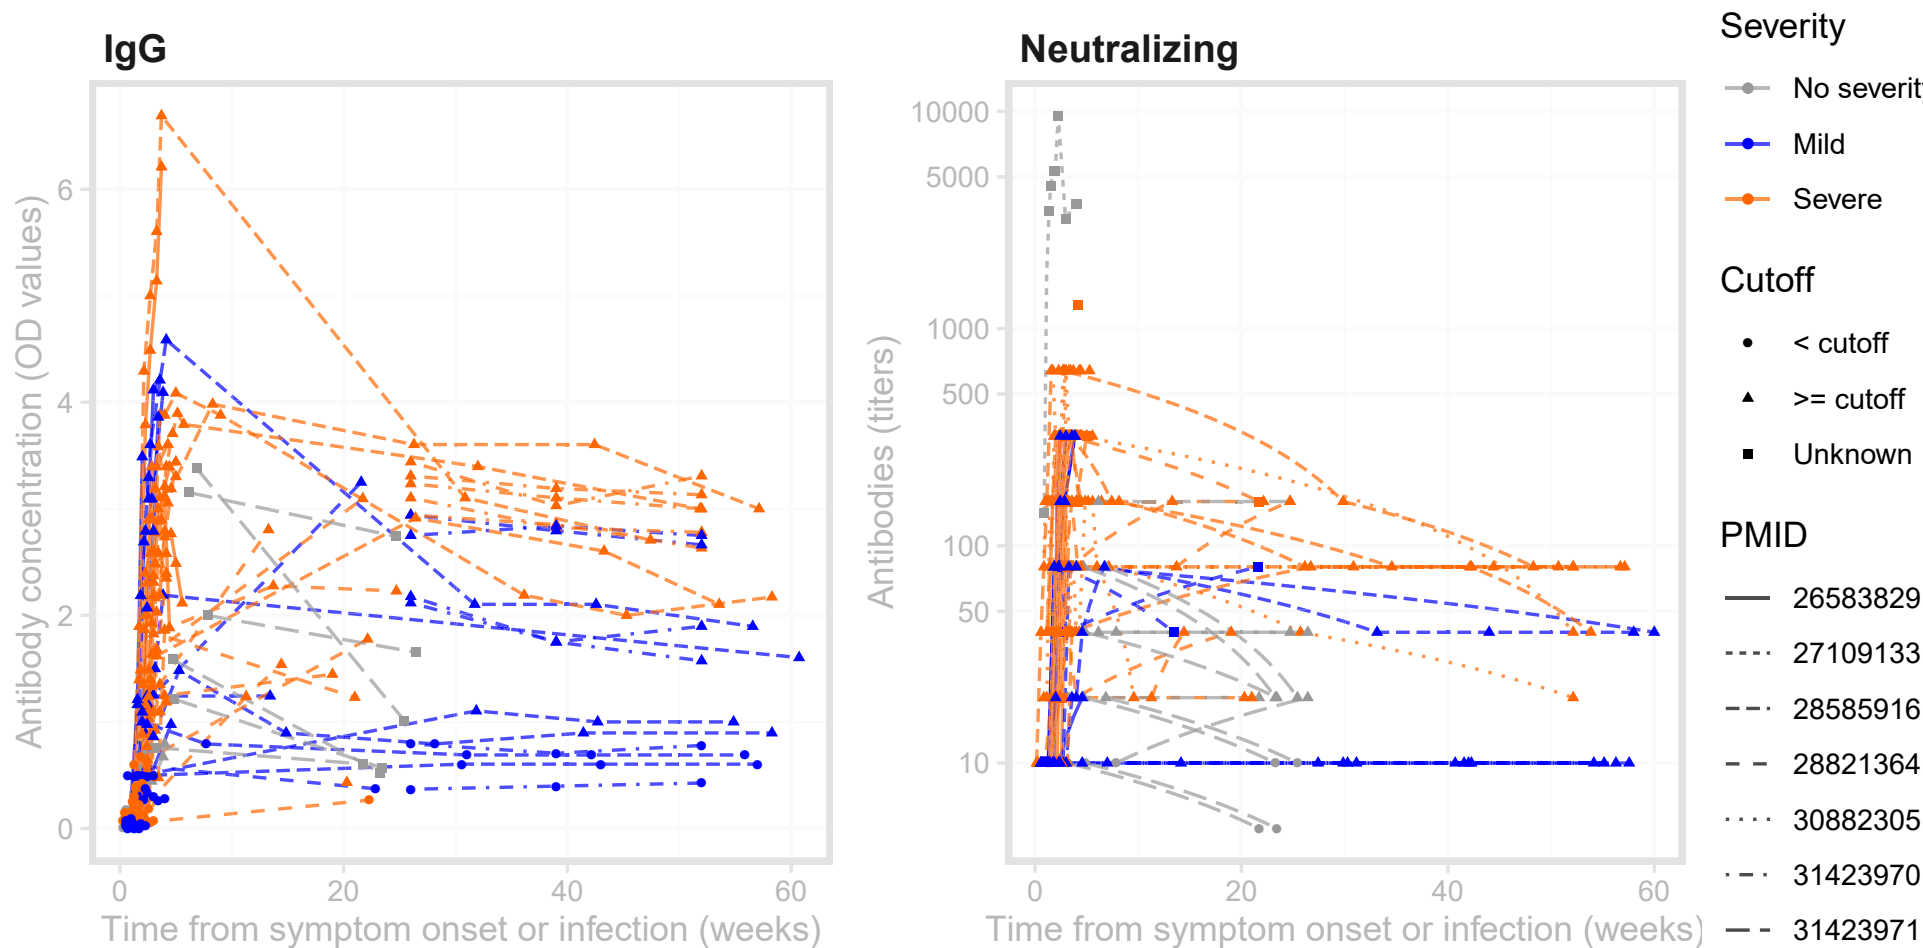 IgG
Neutralizing
Antibody concentration (OD values)
6
4
2
0
0 20 40 60
Time from symptom onset or infection (weeks)
Antibodies (titers)
10000
5000
1000
500
100
50
10
0 20 40 60
Time from symptom onset or infection (weeks)
Severity
No severity
Mild
Severe
Cutoff
< cutoff
>= cutoff
Unknown
PMID
26583829
27109133
28585916
28821364
30882305
31423970
31423971